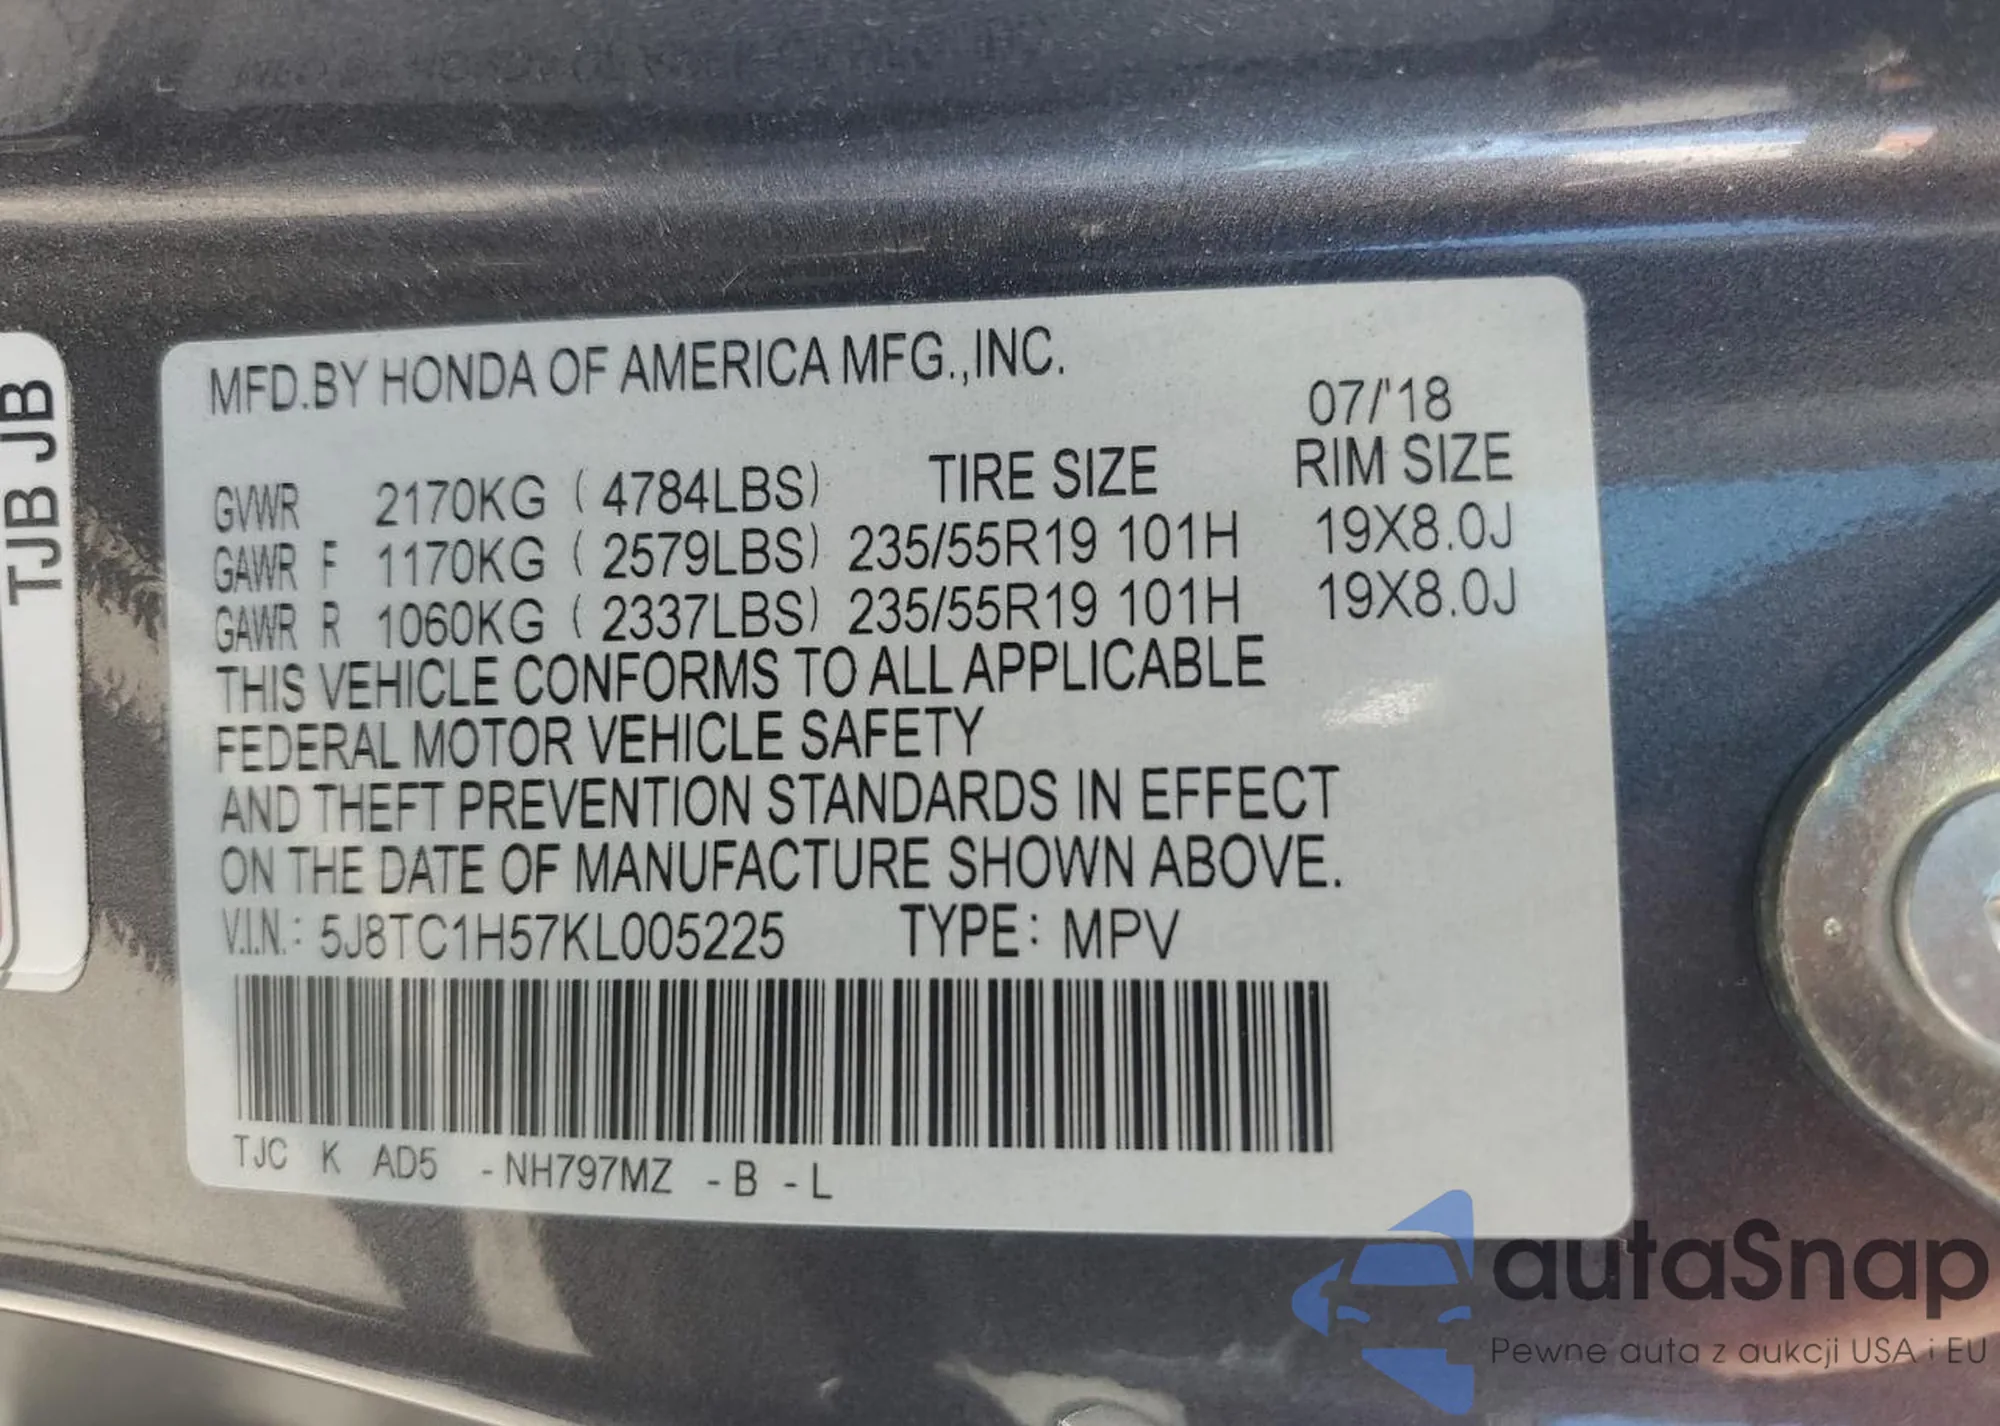 TJB JB
MFD.BY HONDA OF AMERICA MFG.,INC.
07/'18
GVWR 2170KG ( 4784LBS) TIRE SIZE RIM SIZE
GAWR F 1170KG ( 2579LBS) 235/55R19 101H 19X8.0J
GAWR R 1060KG ( 2337LBS) 235/55R19 101H 19X8.0J
THIS VEHICLE CONFORMS TO ALL APPLICABLE
FEDERAL MOTOR VEHICLE SAFETY
AND THEFT PREVENTION STANDARDS IN EFFECT
ON THE DATE OF MANUFACTURE SHOWN ABOVE.
V.I.N.: 5J8TC1H57KL005225 TYPE: MPV
TJC K AD5 -NH797MZ -B -L
autaSnap
Pewne auta z aukcji USA i EU